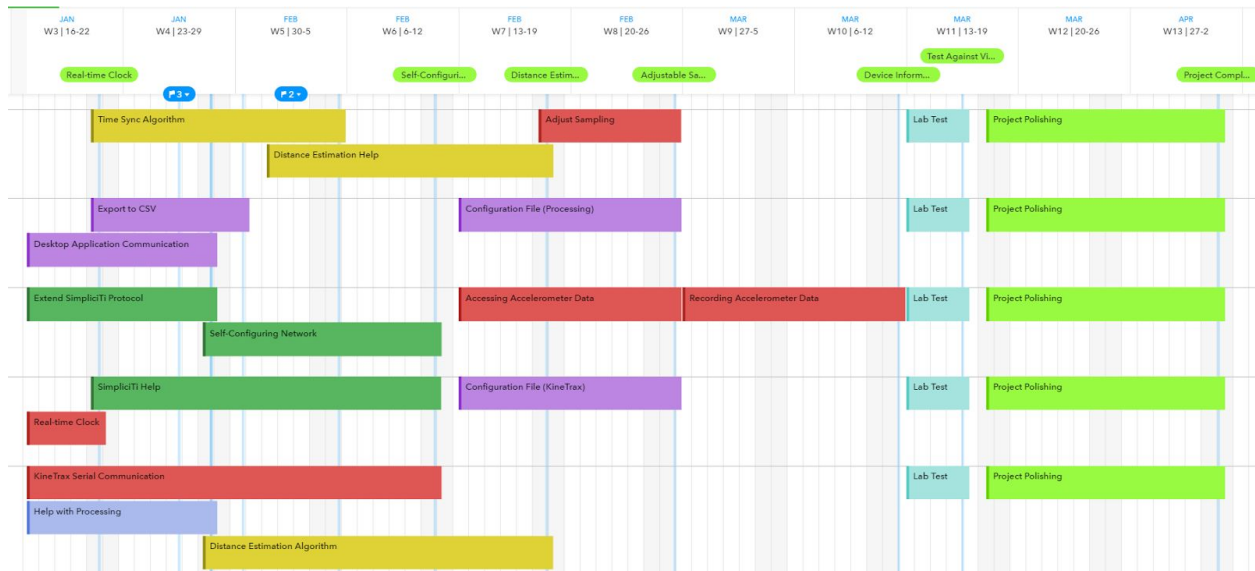 JAN
W3 | 16-22
JAN
W4 | 23-29
FEB
W5 | 30-5
FEB
W6 | 6-12
FEB
W7 | 13-19
FEB
W8 | 20-26
MAR
W9 | 27-5
MAR
W10 | 6-12
MAR
W11 | 13-19
MAR
W12 | 20-26
APR
W13 | 27-2
Test Against Vi...
Real-time Clock
Self-Configuri...
Distance Estim...
Adjustable Sa...
Device Inform...
Project Compl...
3
2
Time Sync Algorithm
Adjust Sampling
Lab Test
Project Polishing
Distance Estimation Help
Export to CSV
Configuration File (Processing)
Lab Test
Project Polishing
Desktop Application Communication
Extend SimpliciTi Protocol
Accessing Accelerometer Data
Recording Accelerometer Data
Lab Test
Project Polishing
Self-Configuring Network
SimpliciTi Help
Configuration File (KineTrax)
Lab Test
Project Polishing
Real-time Clock
KineTrax Serial Communication
Lab Test
Project Polishing
Help with Processing
Distance Estimation Algorithm